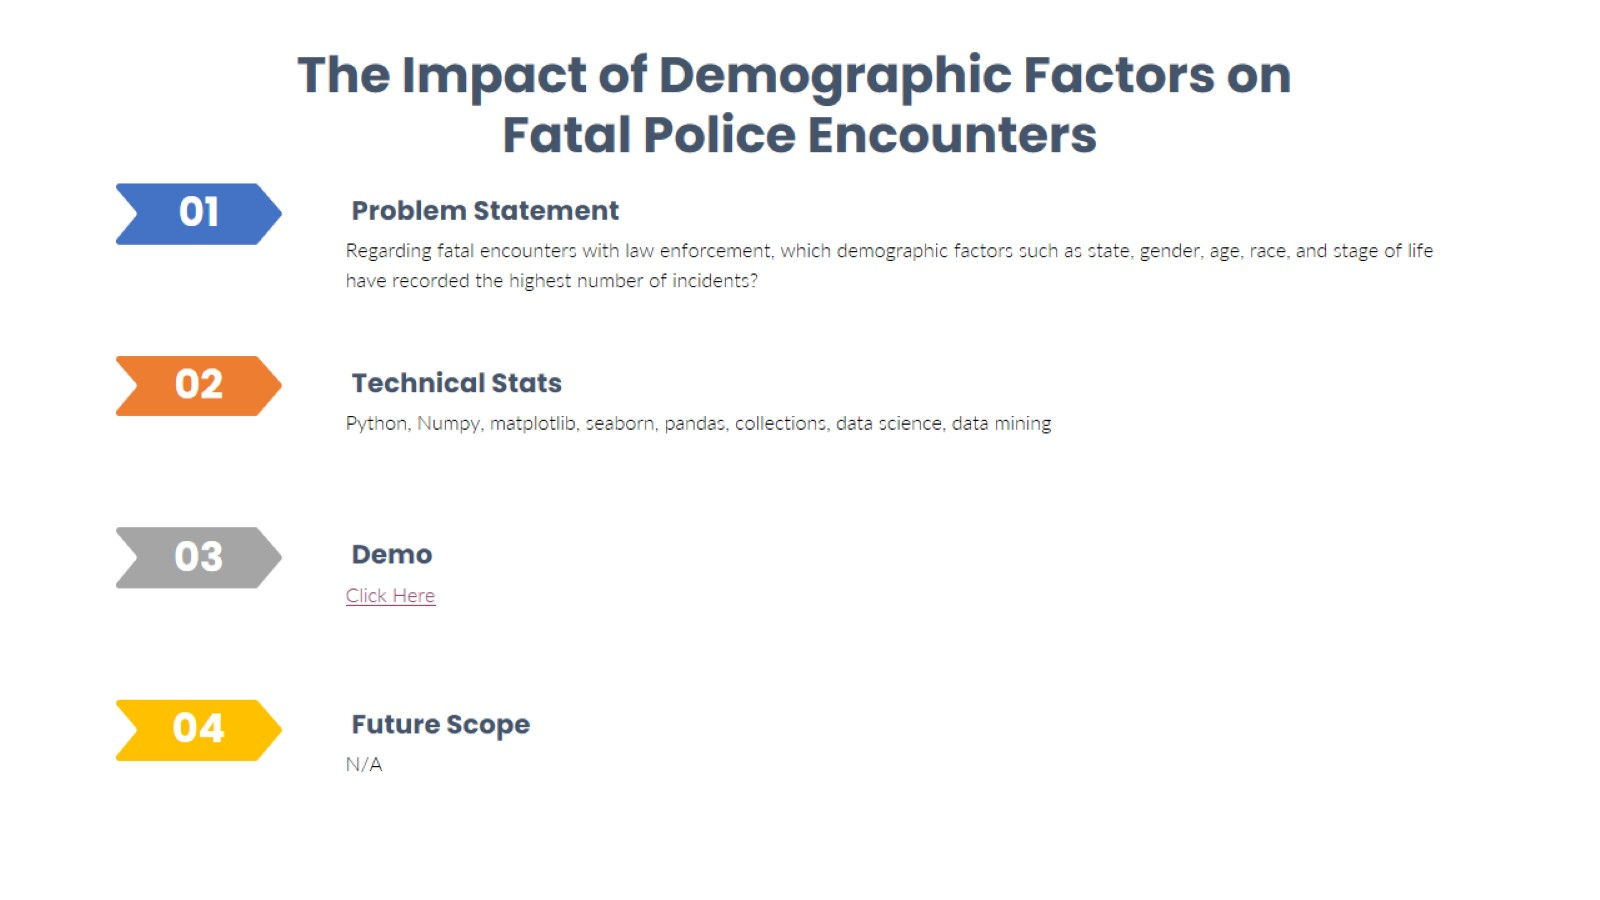 The Impact of Demographic Factors on
Fatal Police Encounters
01
Problem Statement
Regarding fatal encounters with law enforcement, which demographic factors such as state, gender, age, race, and stage of life
have recorded the highest number of incidents?
02
Technical Stats
Python, Numpy, matplotlib, seaborn, pandas, collections, data science, data mining
03
Demo
Click Here
04
Future Scope
N/A